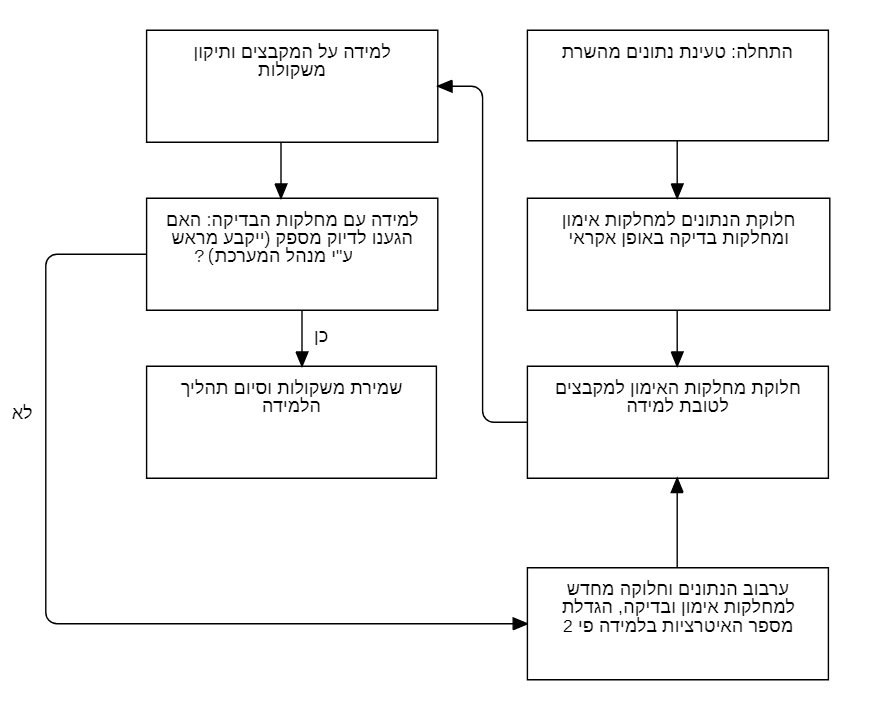 התחלה: טעינת נתונים מהשרת
חלוקת הנתונים למחלקות אימון
ומחלקות בדיקה באופן אקראי
חלוקת מחלקות האימון למקבצים
לטובת למידה
למידה על המקבצים ותיקון
משקולות
למידה עם מחלקות הבדיקה: האם
הגענו לדיוק מספק (ייקבע מראש
ע"י מנהל המערכת) ?
כן
שמירת משקולות וסיום תהליך
הלמידה
לא
ערבוב הנתונים וחלוקה מחדש
למחלקות אימון ובדיקה, הגדלת
מספר האיטרציות בלמידה פי 2